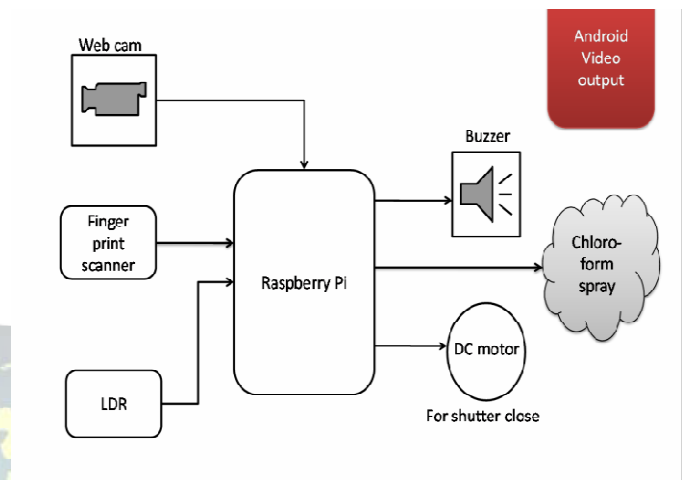 Web cam
Android
Video
output
Buzzer
Finger
print
scanner
Raspberry Pi
Chloro-
form
spray
DC motor
LDR
For shutter close